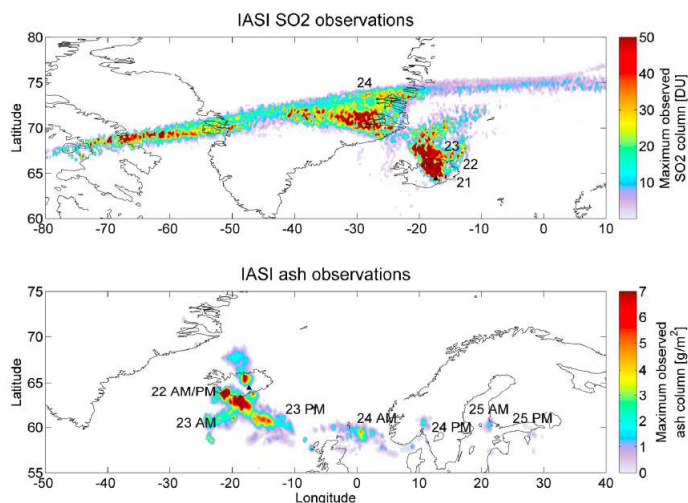 IASI SO2 observations
80
75
70
65
60
Latitude
24
23
22
21
-80 -70 -60 -50 -40 -30 -20 -10 0 10
50
40
30
20
10
Maximum observed
SO2 column [DU]
IASI ash observations
75
70
65
60
55
Latitude
22 AM/PM
23 AM
23 PM
24 AM
24 PM
25 AM
25 PM
-40 -30 -20 -10 0 10 20 30 40
Longitude
7
6
5
4
3
2
1
0
Maximum observed
ash column [g/m²]